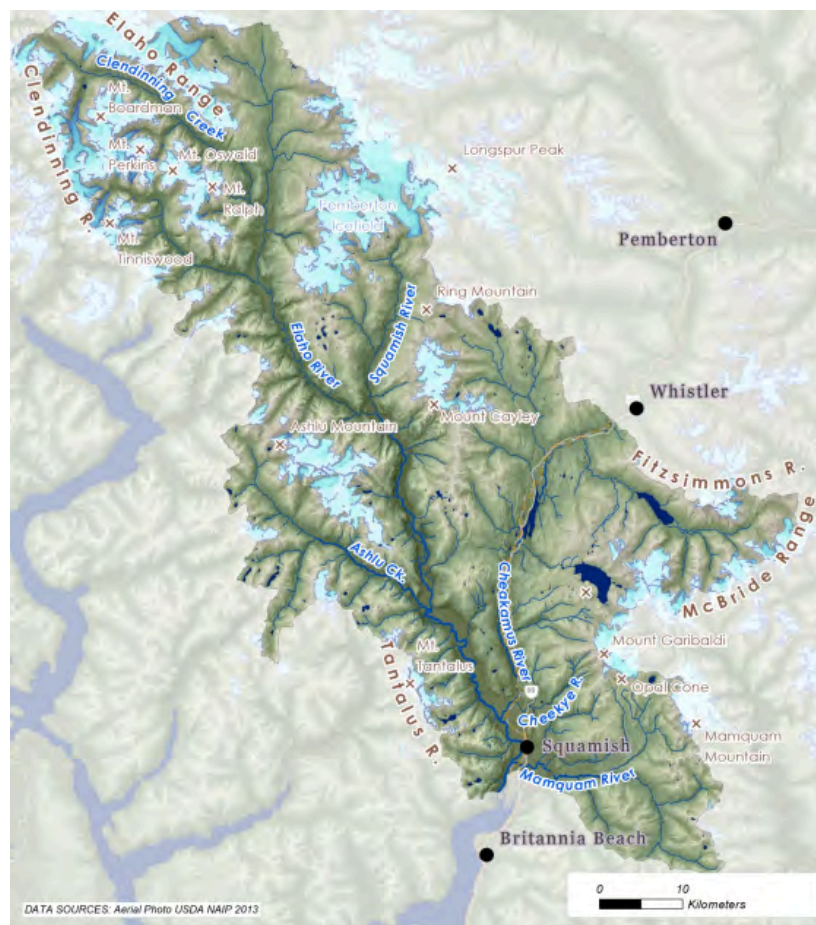 Elaho Range
Clendinning Creek
Clendinning R.
Mt.
Boardman
Mt.
Perkins
Mt. Oswald
Mt.
Ralph
Mt.
Tinniswood
Longspur Peak
Pemberton
Icefield
Pemberton
Ring Mountain
Squamish River
Elaho River
Whistler
Mount Cayley
Ashlu Mountain
Fitzsimmons R.
McBride Range
Ashlu Ck.
Cheakamus River
Mount Garibaldi
Tantalus R.
Mt.
Tantalus
Opal Cone
Cheekye R.
Mamquam
Mountain
Squamish
Mamquam River
Britannia Beach
0 10
Kilometers
DATA SOURCES: Aerial Photo USDA NAIP 2013